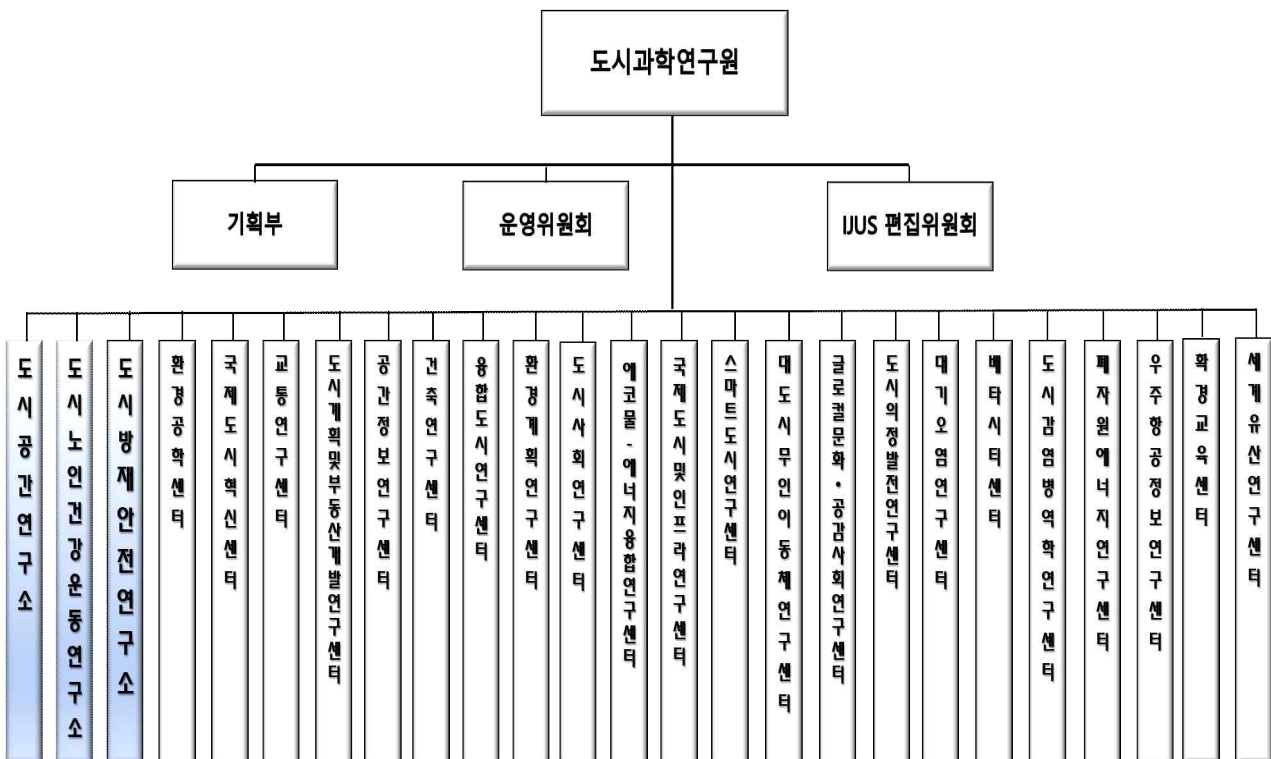 도시과학연구원
기획부
운영위원회
IJUS 편집위원회
도시공간연구소
도시노인건강운동연구소
도시방재안전연구소
환경공학센터
국제도시혁신센터
교통연구센터
도시계획및부동산개발연구센터
공간정보연구센터
건축연구센터
융합도시연구센터
환경계획연구센터
도시사회연구센터
에코물-에너지융합연구센터
국제도시및인프라연구센터
스마트도시연구센터
대도시무인이동체연구센터
글로컬문화·공감사회연구센터
도시의정발전연구센터
대기오염연구센터
메타시티센터
도시감염병역학연구센터
폐자원에너지연구센터
우주항공정보연구센터
확경교육센터
세계유산연구센터